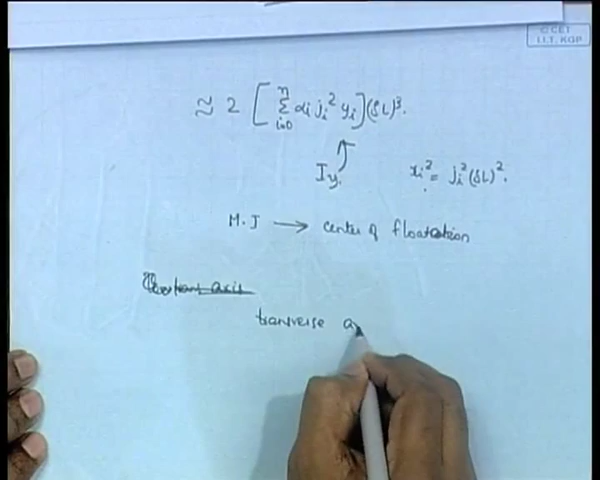 © CET
I.I.T. KGP
≈ 2 [ Σ_{i=0}^{n} αi ji² yi ] (δL)³.
Iy.
xi² = ji² (δL)².
M.I → center of floatation
transverse a